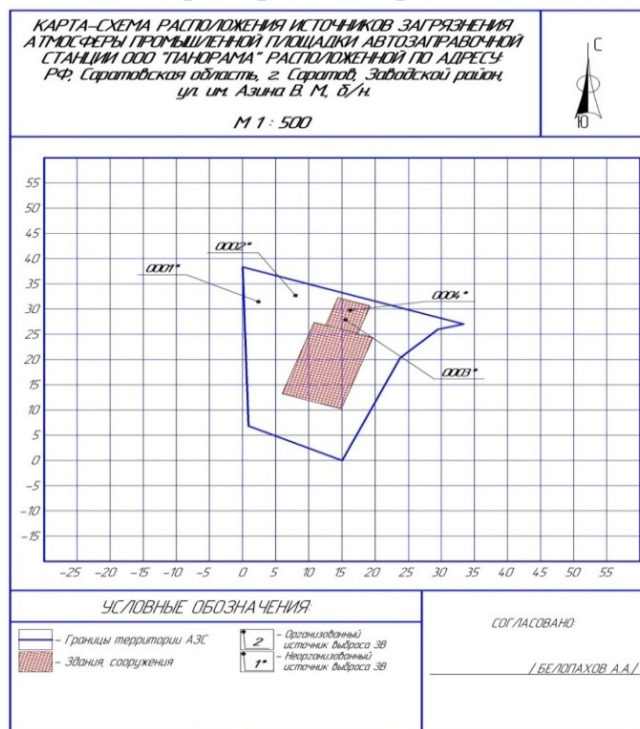 КАРТА-СХЕМА РАСПОЛОЖЕНИЯ ИСТОЧНИКОВ ЗАГРЯЗНЕНИЯ
АТМОСФЕРЫ ПРОМЫШЛЕННОЙ ПЛОЩАДКИ АВТОЗАПРАВОЧНОЙ
СТАНЦИИ ООО "ПАНОРАМА" РАСПОЛОЖЕННОЙ ПО АДРЕСУ:
РФ, Саратовская область, г. Саратов, Заводской район,
ул. им. Азина В. М., б/н.
М 1 : 500
С
Ю
55
50
45
40
35
30
25
20
15
10
5
0
-5
-10
-15
0002*
0001*
0004*
0003*
-25 -20 -15 -10 -5 0 5 10 15 20 25 30 35 40 45 50 55
УСЛОВНЫЕ ОБОЗНАЧЕНИЯ:
- Границы территории АЗС
- Здания, сооружения
2 - Организованный
источник выброса ЗВ
1* - Неорганизованный
источник выброса ЗВ
СОГЛАСОВАНО:
/ БЕЛОПАХОВ А.А./